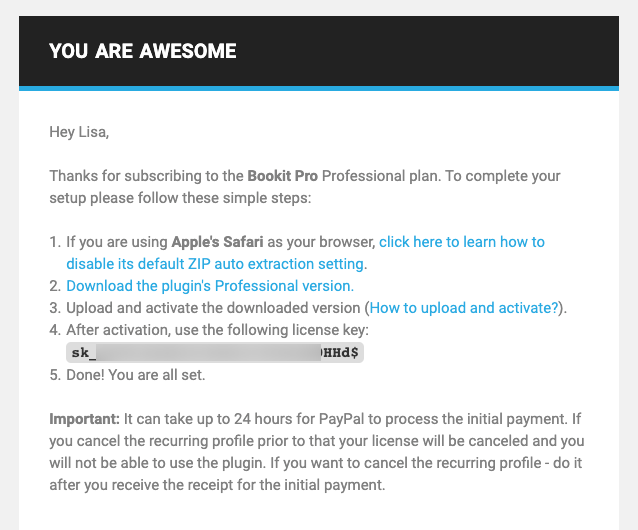 YOU ARE AWESOME
Hey Lisa,
Thanks for subscribing to the Bookit Pro Professional plan. To complete your
setup please follow these simple steps:
1. If you are using Apple's Safari as your browser, click here to learn how to
disable its default ZIP auto extraction setting.
2. Download the plugin's Professional version.
3. Upload and activate the downloaded version (How to upload and activate?).
4. After activation, use the following license key:
sk_ HHd$
5. Done! You are all set.
Important: It can take up to 24 hours for PayPal to process the initial payment. If
you cancel the recurring profile prior to that your license will be canceled and you
will not be able to use the plugin. If you want to cancel the recurring profile - do it
after you receive the receipt for the initial payment.